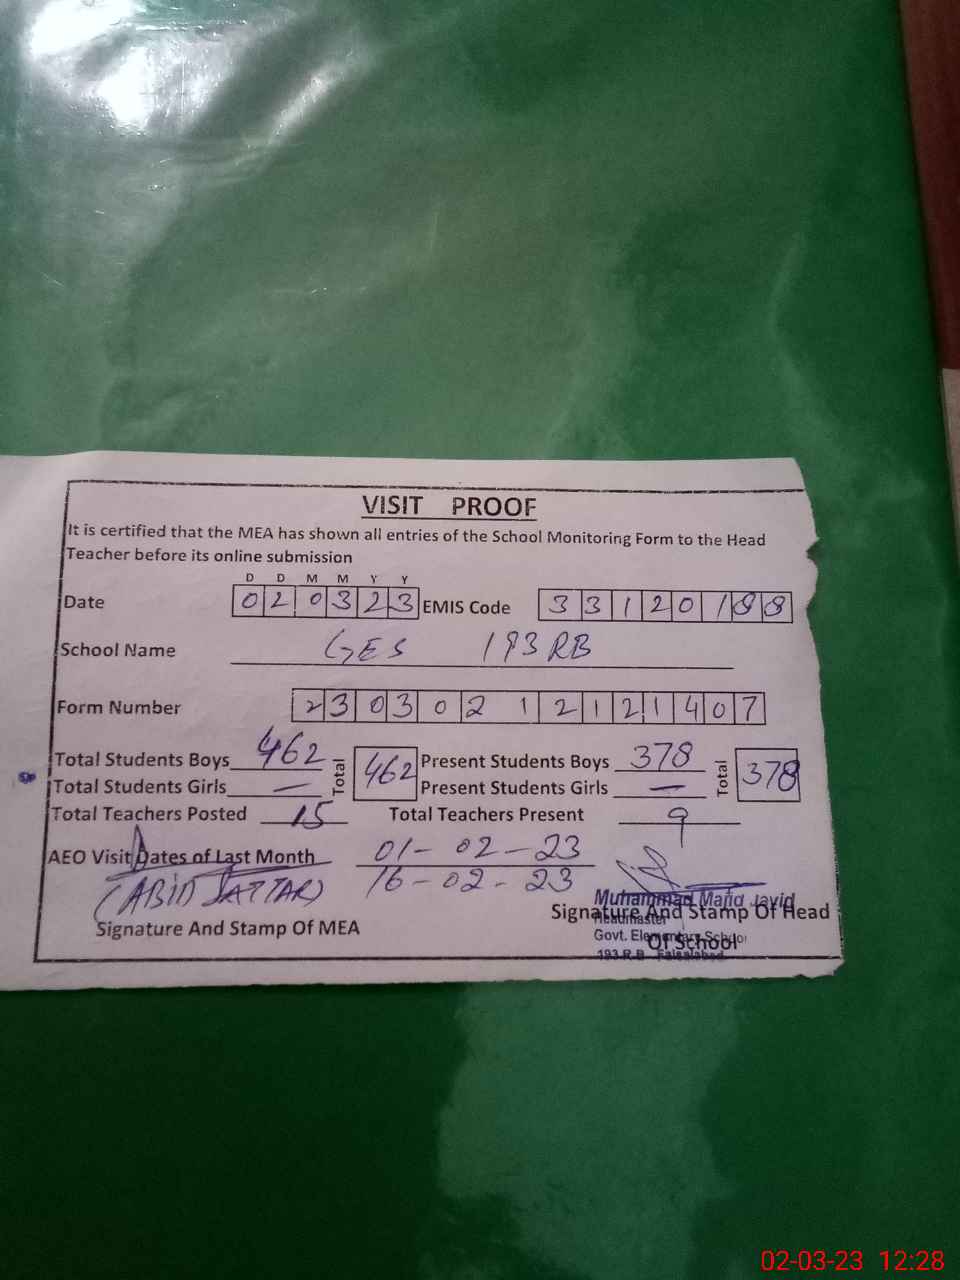 VISIT PROOF
It is certified that the MEA has shown all entries of the School Monitoring Form to the Head
Teacher before its online submission
D D M M Y Y
Date 0 2 0 3 2 3 EMIS Code 3 3 1 2 0 1 8 8
School Name GES 193 RB
Form Number 2 3 0 3 0 2 1 2 1 2 1 4 0 7
Total Students Boys 462 Total 462 Present Students Boys 378 Total 378
Total Students Girls — Present Students Girls —
Total Teachers Posted 15 Total Teachers Present 9
AEO Visit Dates of Last Month 01-02-23
16-02-23
(ABID SATTAR)
Signature And Stamp Of MEA
Muhammad Majid Javid
Signature And Stamp Of Head
Headmaster
Govt. Elementary School
Of School
193 R.B. Faisalabad
02-03-23 12:28